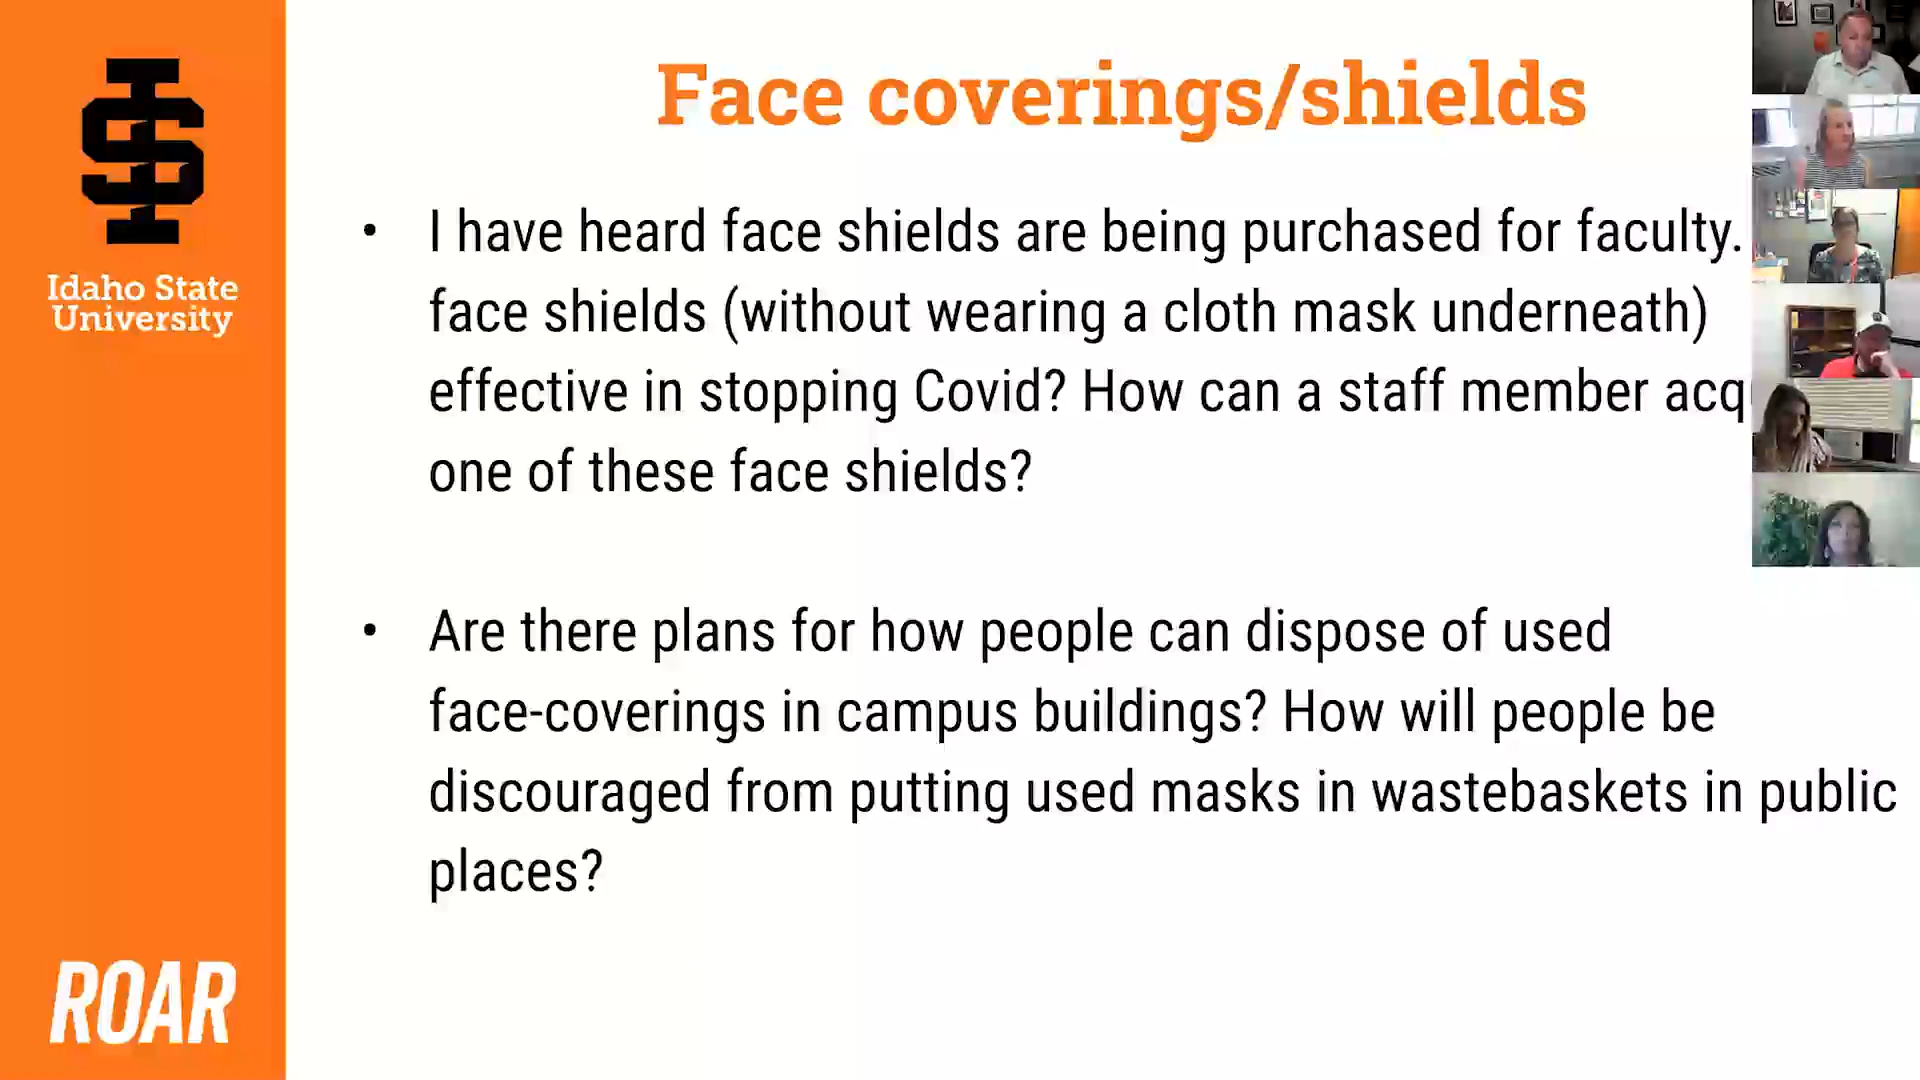 Idaho State
University
ROAR
Face coverings/shields
• I have heard face shields are being purchased for faculty.
face shields (without wearing a cloth mask underneath)
effective in stopping Covid? How can a staff member
one of these face shields?
• Are there plans for how people can dispose of used
face-coverings in campus buildings? How will people be
discouraged from putting used masks in wastebaskets in public
places?